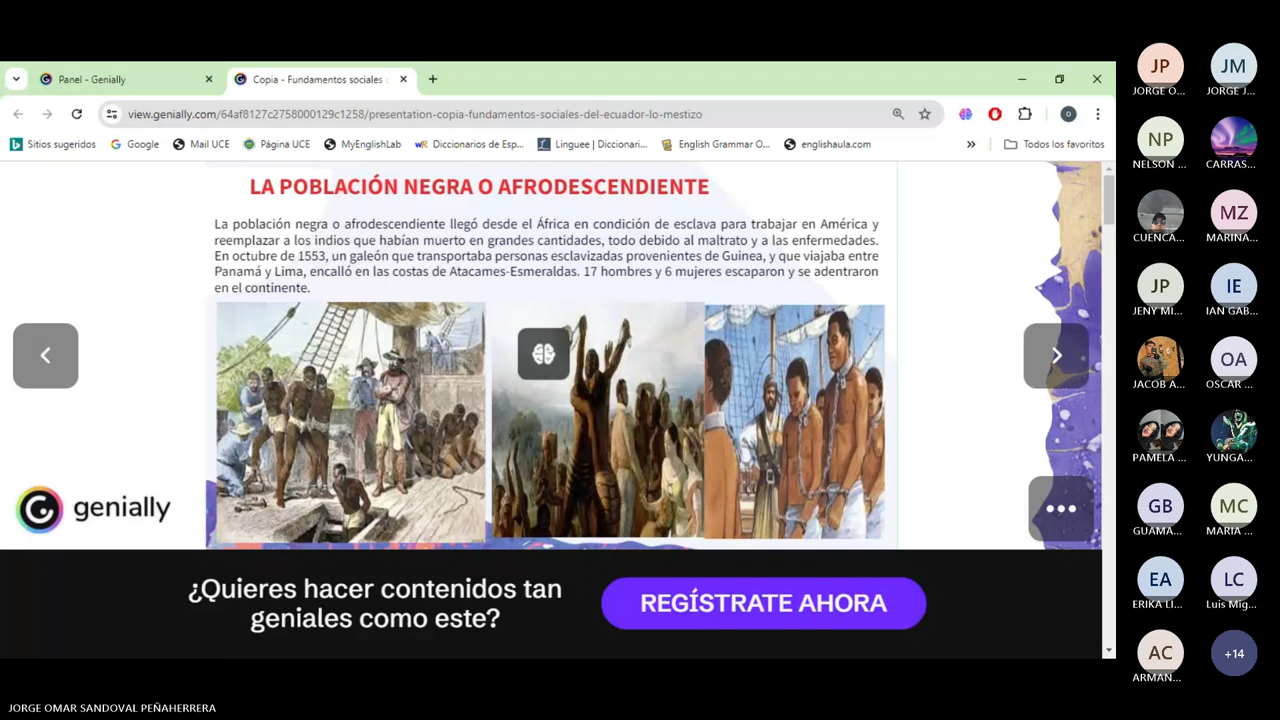 Panel - Genially
Copia - Fundamentos sociales
view.genially.com/64af8127c2758000129c1258/presentation-copia-fundamentos-sociales-del-ecuador-lo-mestizo
Sitios sugeridos
Google
Mail UCE
Página UCE
MyEnglishLab
Diccionarios de Esp...
Linguee | Diccionari...
English Grammar O...
englishaula.com
»
Todos los favoritos
LA POBLACIÓN NEGRA O AFRODESCENDIENTE
La población negra o afrodescendiente llegó desde el África en condición de esclava para trabajar en América y
reemplazar a los indios que habían muerto en grandes cantidades, todo debido al maltrato y a las enfermedades.
En octubre de 1553, un galeón que transportaba personas esclavizadas provenientes de Guinea, y que viajaba entre
Panamá y Lima, encalló en las costas de Atacames-Esmeraldas. 17 hombres y 6 mujeres escaparon y se adentraron
en el continente.
genially
¿Quieres hacer contenidos tan
geniales como este?
REGÍSTRATE AHORA
JP
JORGE O...
JM
JORGE J...
NP
NELSON ...
CARRAS...
CUENCA...
MZ
MARINA...
JP
JENY MI...
IE
IAN GAB...
JACOB A...
OA
OSCAR ...
PAMELA ...
YUNGA...
GB
GUAMA...
MC
MARIA ...
EA
ERIKA LI...
LC
Luis Mig...
AC
ARMAN...
+14
JORGE OMAR SANDOVAL PEÑAHERRERA